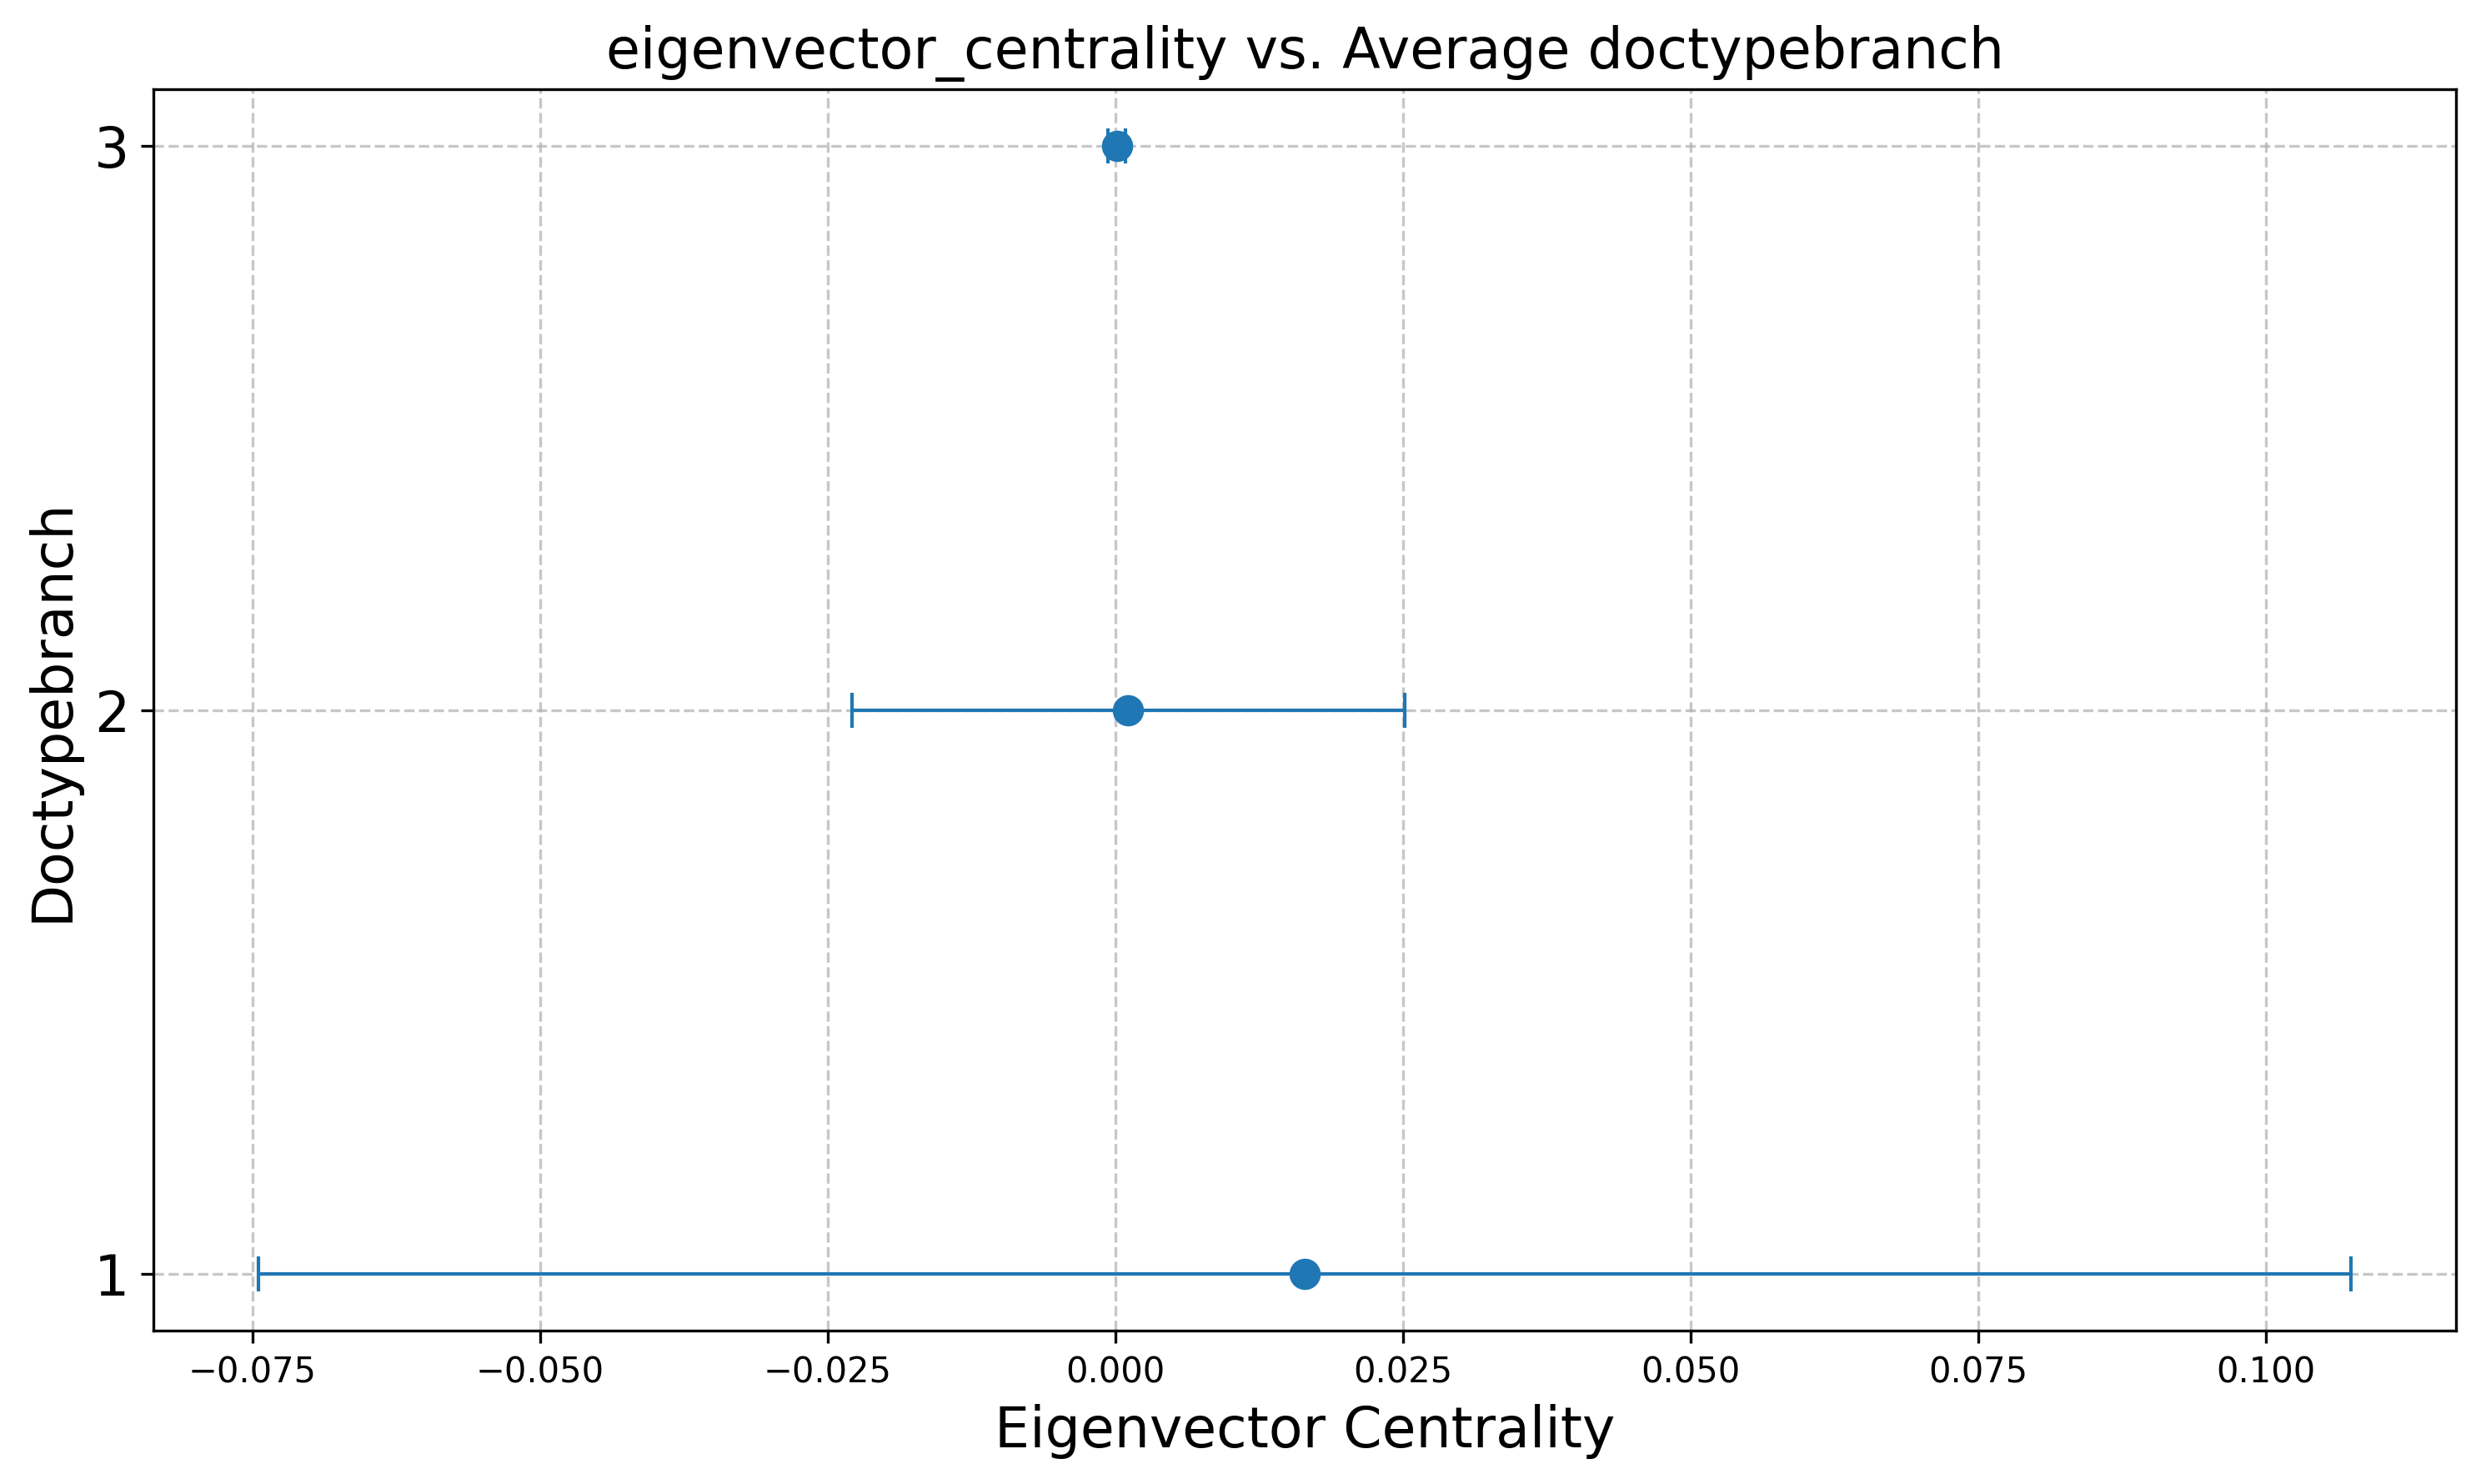 eigenvector_centrality vs. Average doctypebranch
3
2
1
Doctypebranch
−0.075 −0.050 −0.025 0.000 0.025 0.050 0.075 0.100
Eigenvector Centrality